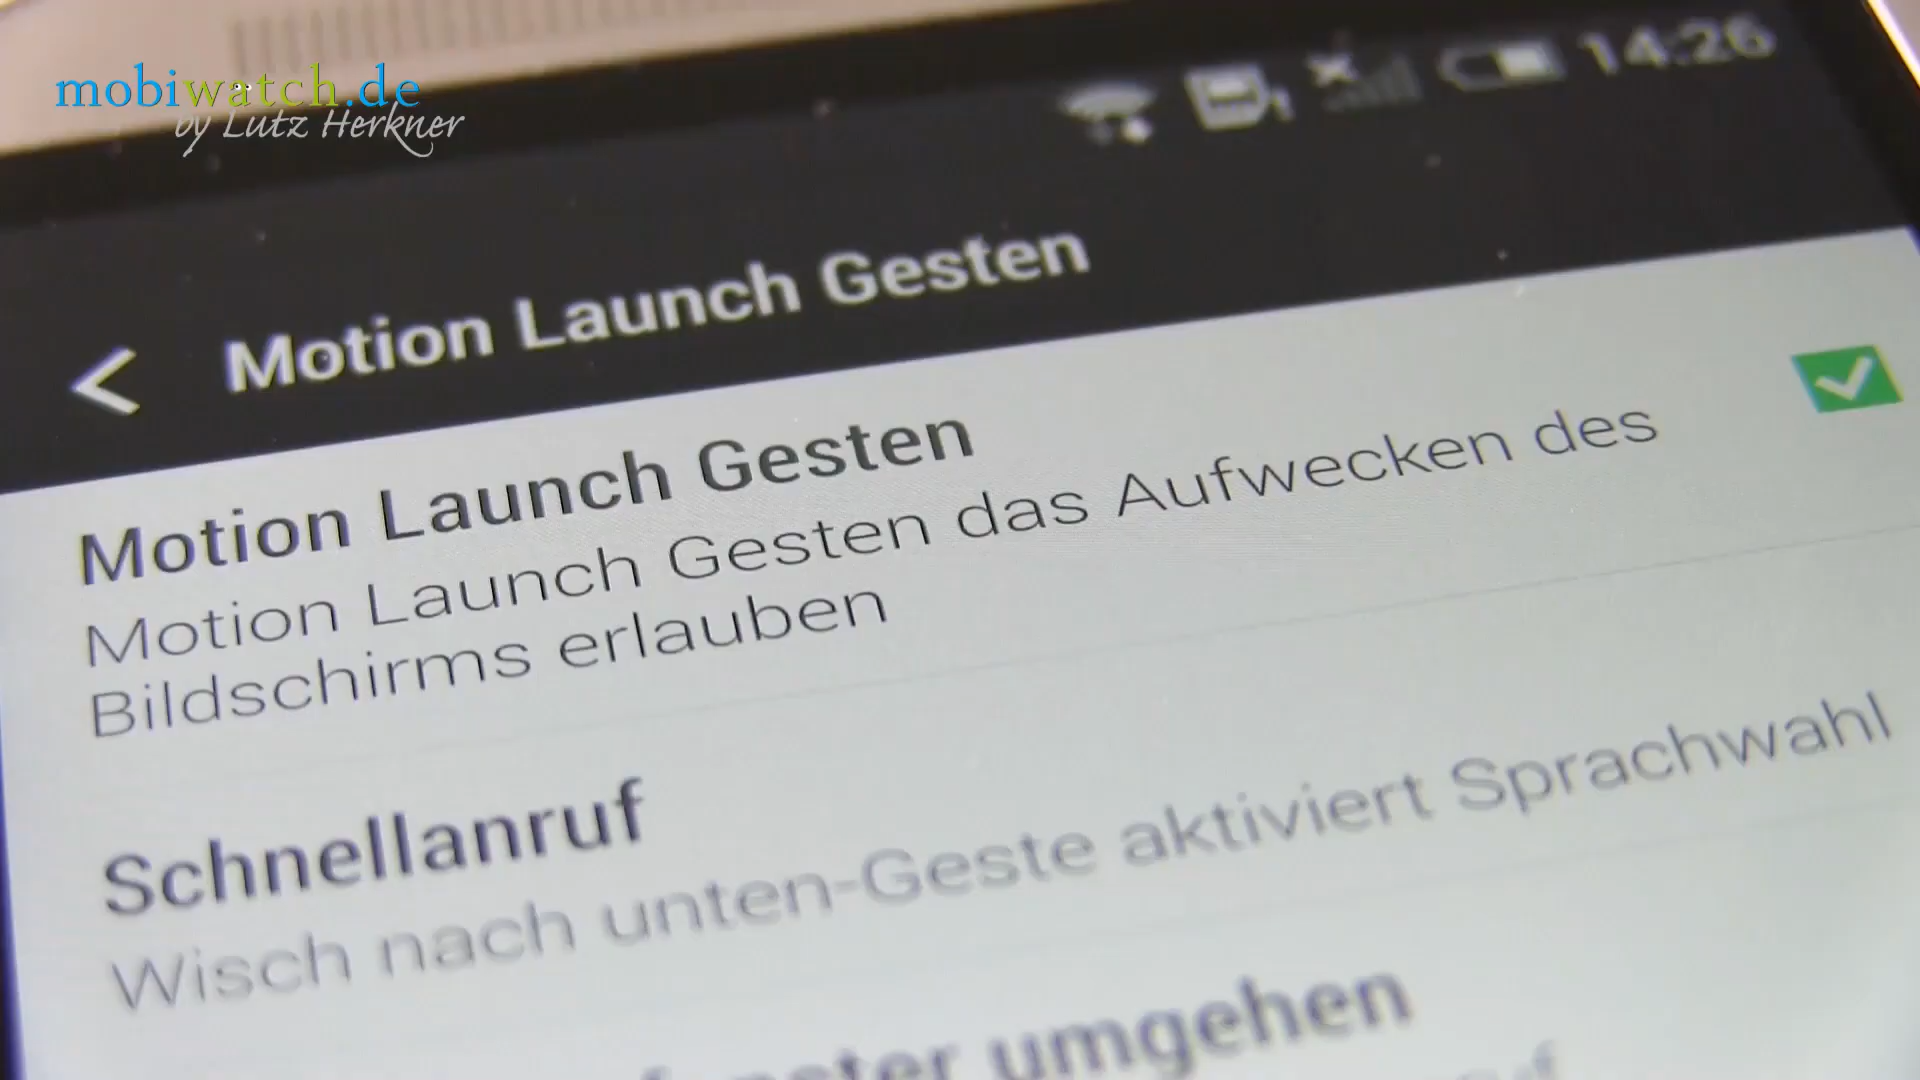 mobiwatch.de
by Lutz Herkner
14:26
Motion Launch Gesten
Motion Launch Gesten
Motion Launch Gesten das Aufwecken des
Bildschirms erlauben
Schnellanruf
Wisch nach unten-Geste aktiviert Sprachwahl
umgehen